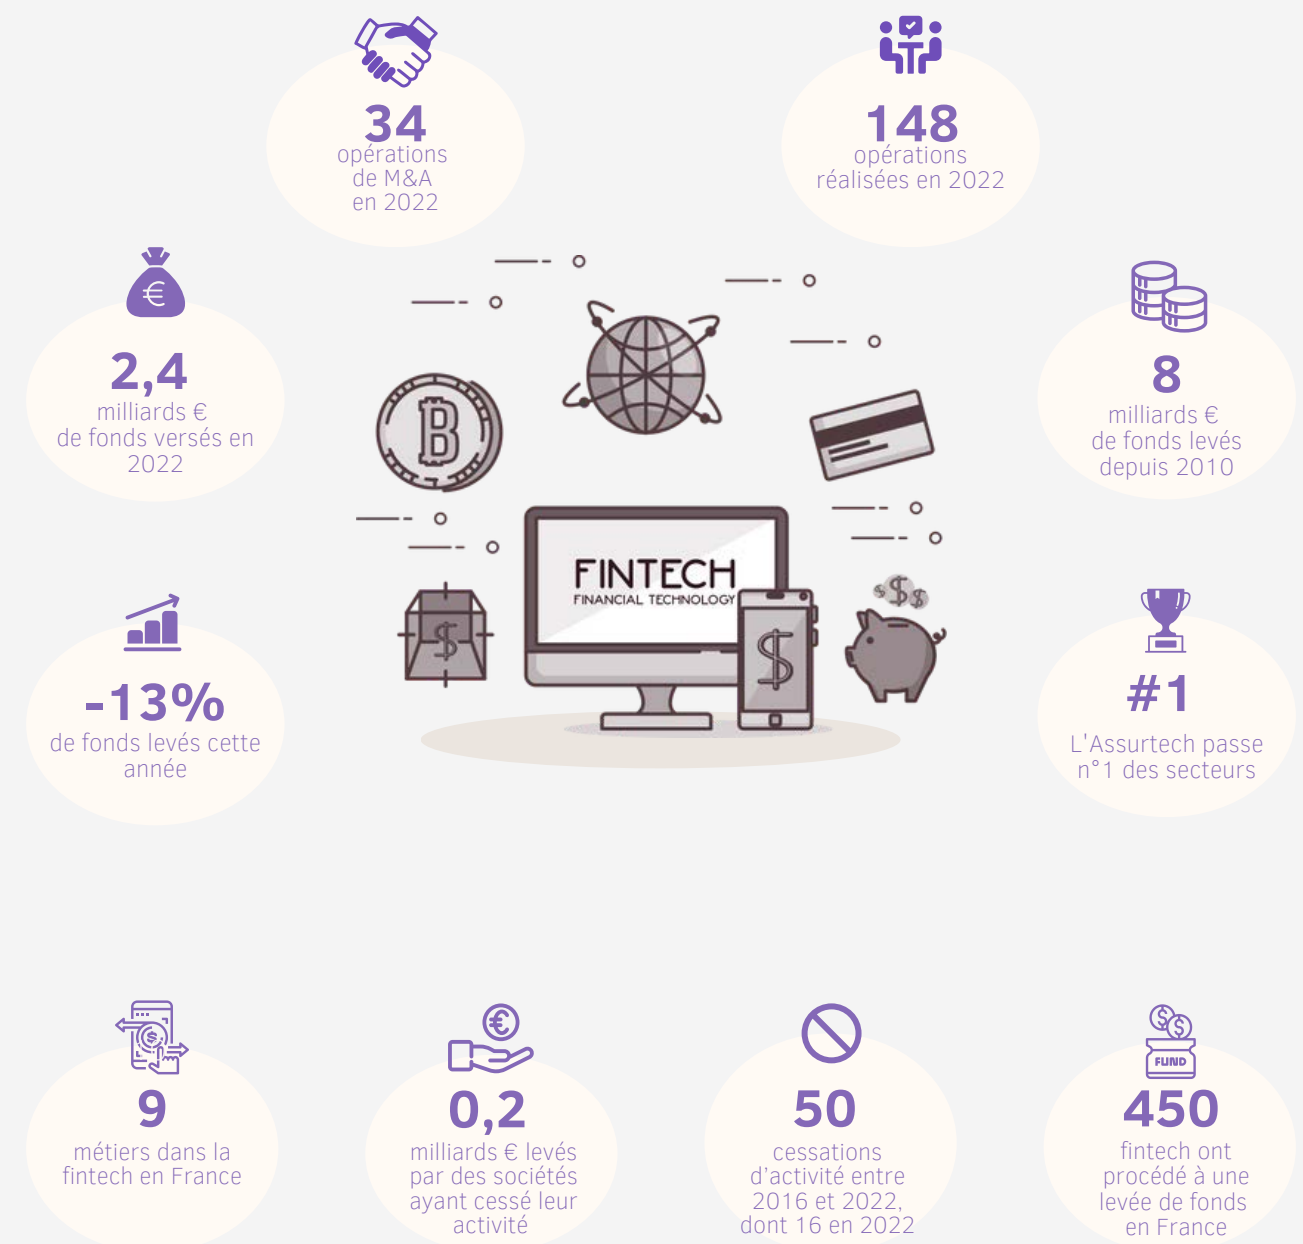 34
opérations
de M&A
en 2022
148
opérations
réalisées en 2022
€
2,4
milliards €
de fonds versés en
2022
8
milliards €
de fonds levés
depuis 2010
B
FINTECH
FINANCIAL TECHNOLOGY
$
$
$ $ $
-13%
de fonds levés cette
année
#1
L'Assurtech passe
n°1 des secteurs
$
9
métiers dans la
fintech en France
€
0,2
milliards € levés
par des sociétés
ayant cessé leur
activité
50
cessations
d'activité entre
2016 et 2022,
dont 16 en 2022
$ $
FUND
450
fintech ont
procédé à une
levée de fonds
en France